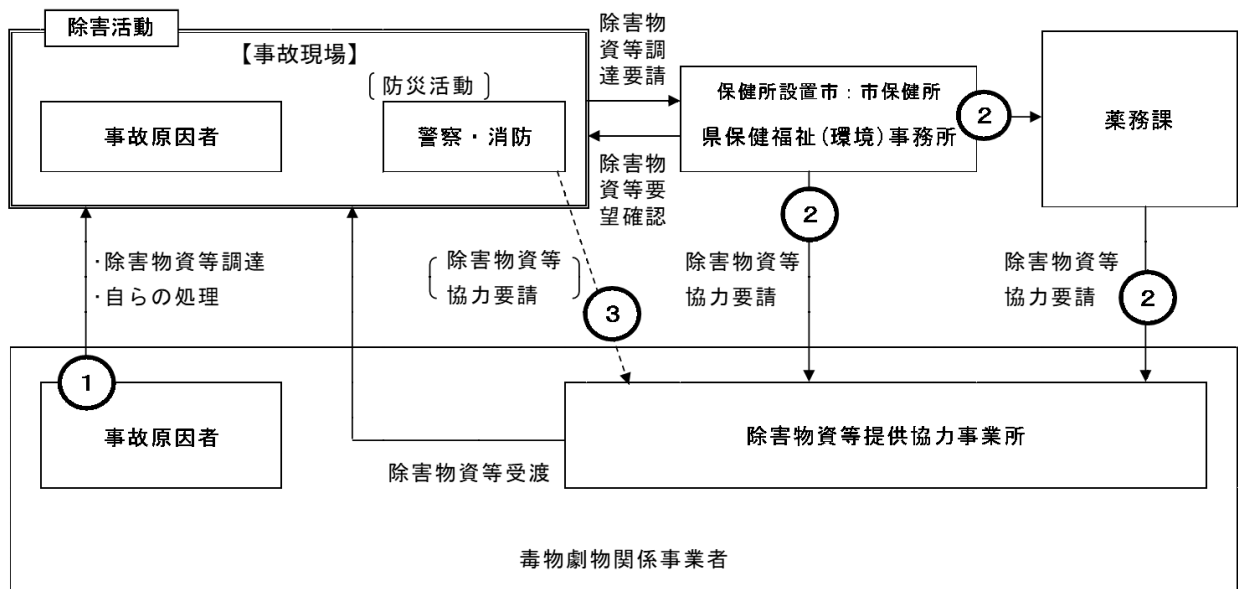 除害活動
【事故現場】
防災活動
事故原因者
警察・消防
除害物
資等調
達要請
除害物
資等要
望確認
保健所設置市：市保健所
県保健福祉(環境)事務所
②
薬務課
・除害物資等調達
・自らの処理
除害物資等
協力要請
③
②
除害物資等
協力要請
除害物資等
協力要請
②
①
事故原因者
除害物資等受渡
除害物資等提供協力事業所
毒物劇物関係事業者